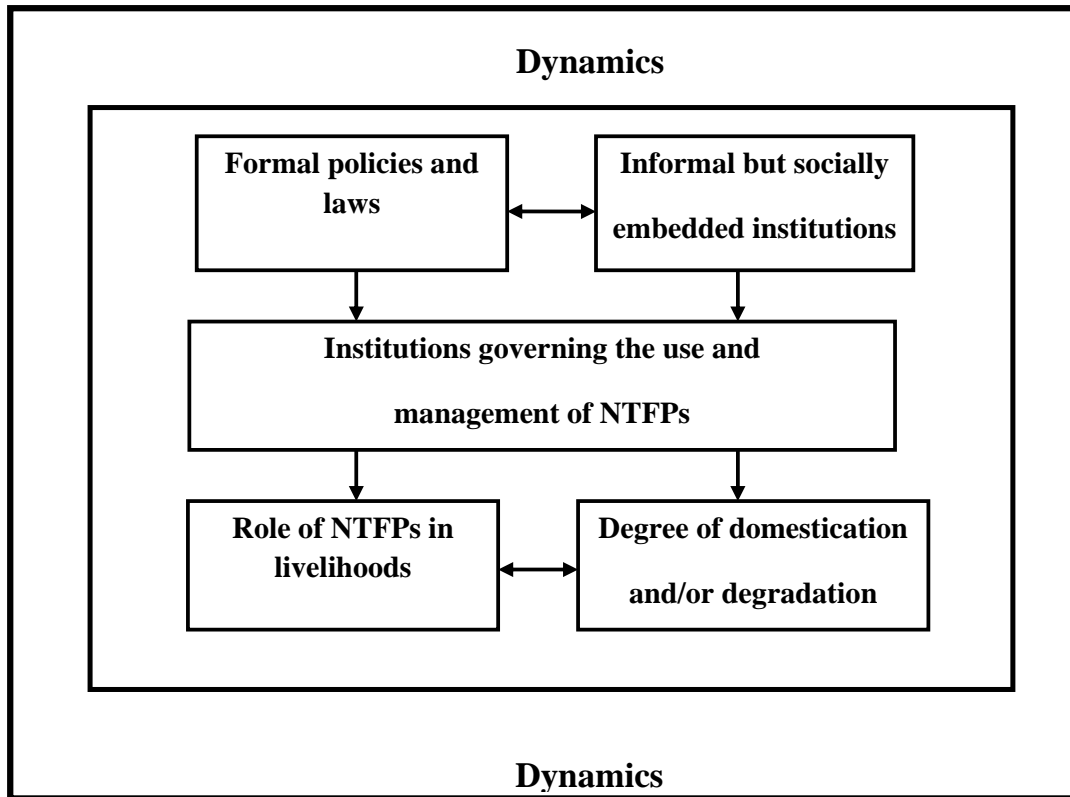 Dynamics
Formal policies and
laws
Informal but socially
embedded institutions
Institutions governing the use and
management of NTFPs
Role of NTFPs in
livelihoods
Degree of domestication
and/or degradation
Dynamics